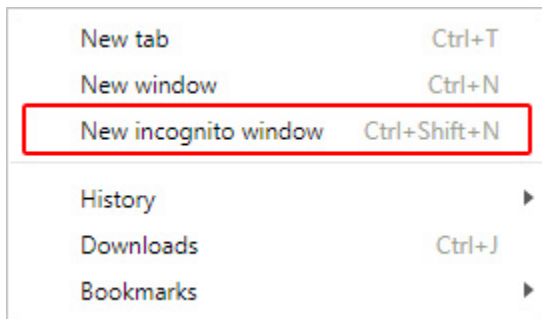 New tab Ctrl+T
New window Ctrl+N
New incognito window Ctrl+Shift+N
History
Downloads Ctrl+J
Bookmarks